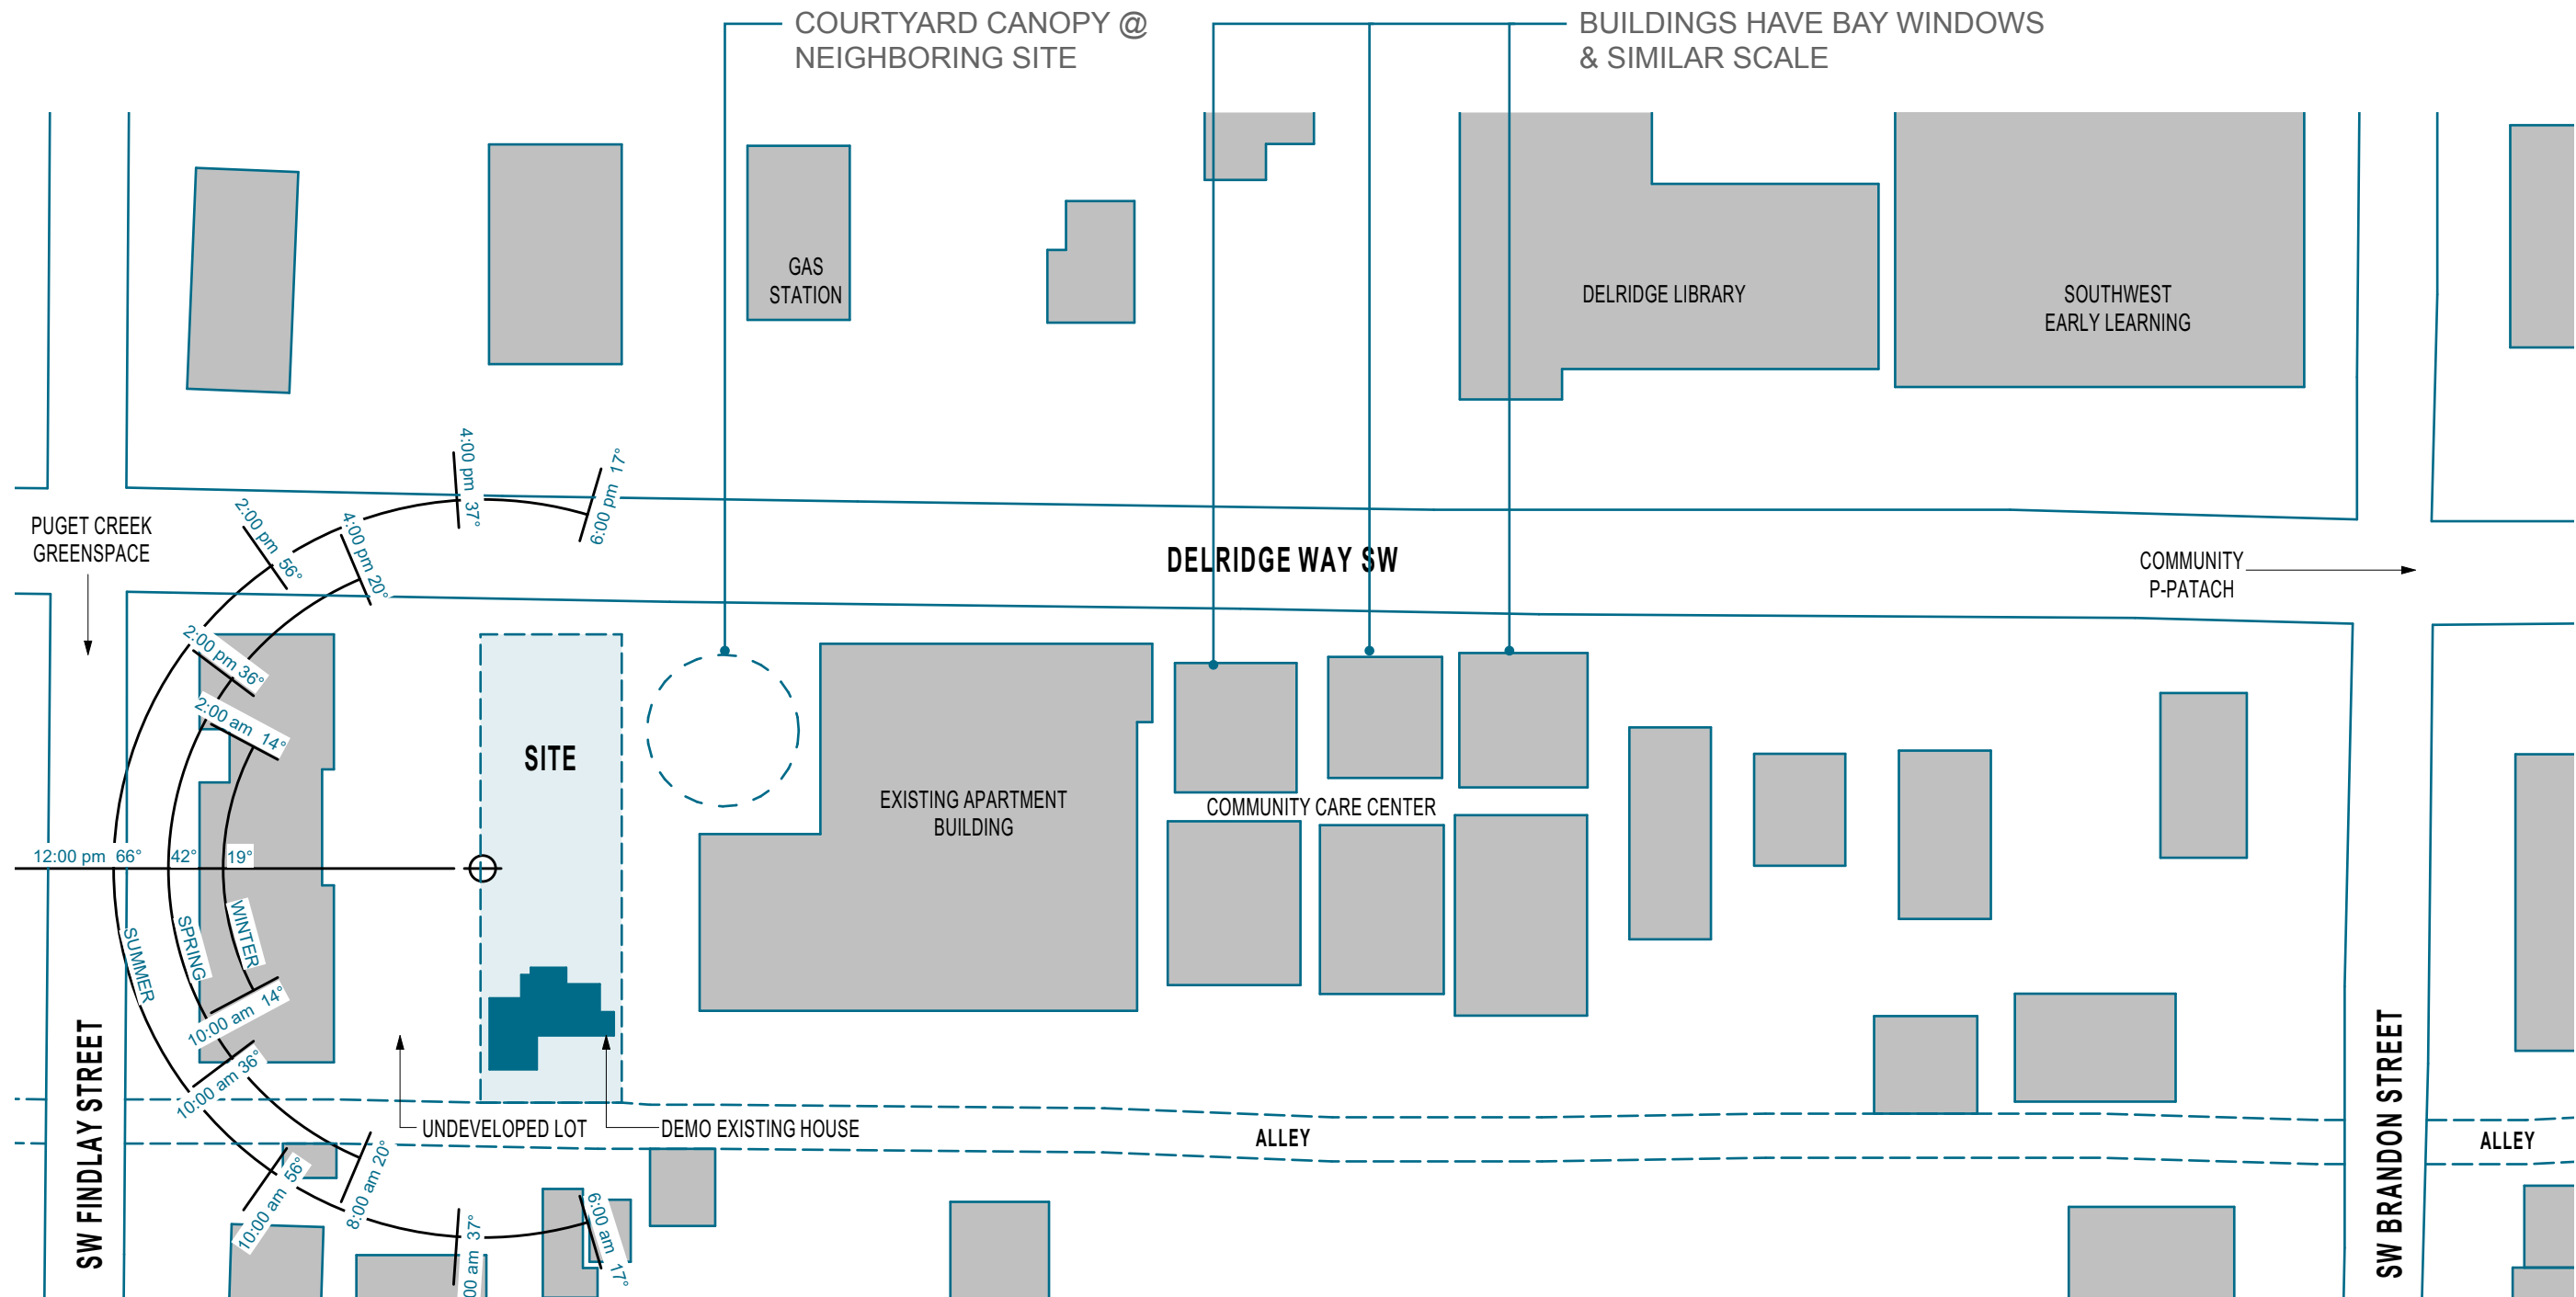 COURTYARD CANOPY @
NEIGHBORING SITE
BUILDINGS HAVE BAY WINDOWS
& SIMILAR SCALE
GAS
STATION
DELRIDGE LIBRARY
SOUTHWEST
EARLY LEARNING
4:00 pm 37°
6:00 pm 17°
2:00 pm 56°
4:00 pm 20°
PUGET CREEK
GREENSPACE
DELRIDGE WAY SW
COMMUNITY
P-PATACH
2:00 pm 36°
2:00 am 14°
SITE
EXISTING APARTMENT
BUILDING
COMMUNITY CARE CENTER
12:00 pm 66°
42°
19°
SUMMER
SPRING
WINTER
10:00 am 14°
10:00 am 36°
SW FINDLAY STREET
UNDEVELOPED LOT
DEMO EXISTING HOUSE
ALLEY
SW BRANDON STREET
ALLEY
10:00 am 56°
8:00 am 20°
00 am 37°
6:00 am 17°